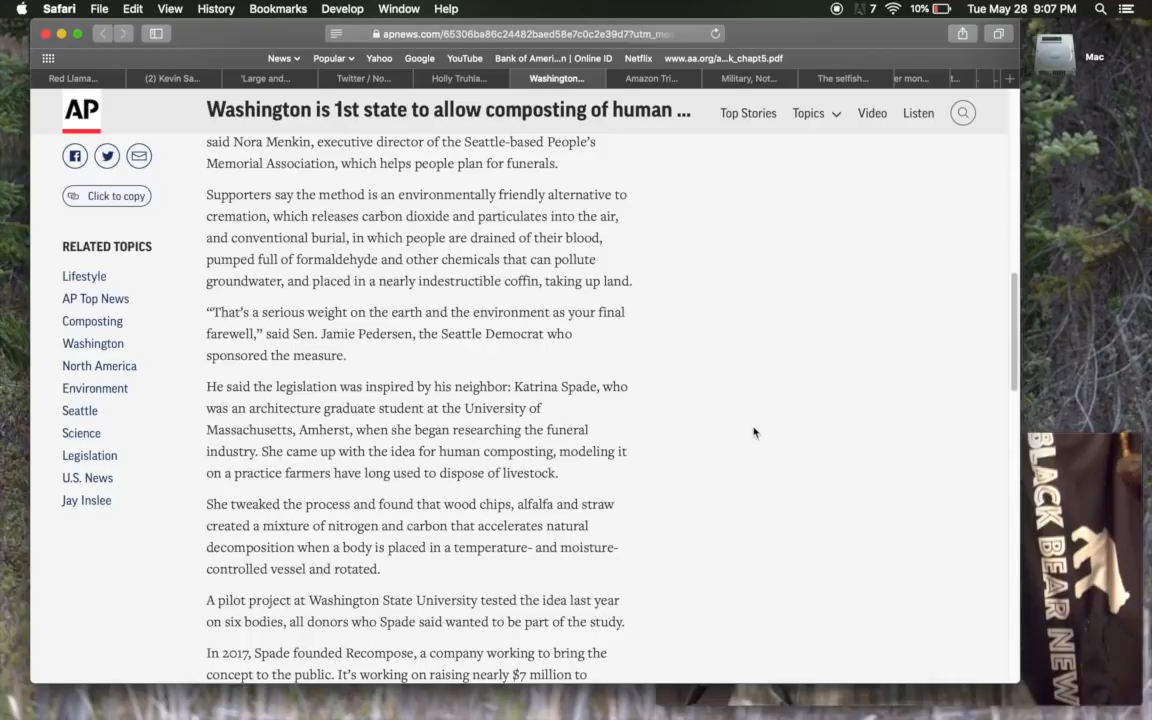 Safari File Edit View History Bookmarks Develop Window Help
7 10% Tue May 28 9:07 PM
apnews.com/65306ba86c24482baed58e7c0c2e39d7?utm_m
News Popular Yahoo Google YouTube Bank of Ameri...n | Online ID Netflix www.aa.org/a...k_chapt5.pdf
Red Llama... (2) Kevin Sa... 'Large and... Twitter / No... Holly Truhla... Washington... Amazon Tri... Military, Not... The selfish... er mon...
Mac
AP
Washington is 1st state to allow composting of human ...
Top Stories Topics Video Listen
Click to copy
RELATED TOPICS
Lifestyle
AP Top News
Composting
Washington
North America
Environment
Seattle
Science
Legislation
U.S. News
Jay Inslee
said Nora Menkin, executive director of the Seattle-based People’s
Memorial Association, which helps people plan for funerals.
Supporters say the method is an environmentally friendly alternative to
cremation, which releases carbon dioxide and particulates into the air,
and conventional burial, in which people are drained of their blood,
pumped full of formaldehyde and other chemicals that can pollute
groundwater, and placed in a nearly indestructible coffin, taking up land.
“That’s a serious weight on the earth and the environment as your final
farewell,” said Sen. Jamie Pedersen, the Seattle Democrat who
sponsored the measure.
He said the legislation was inspired by his neighbor: Katrina Spade, who
was an architecture graduate student at the University of
Massachusetts, Amherst, when she began researching the funeral
industry. She came up with the idea for human composting, modeling it
on a practice farmers have long used to dispose of livestock.
She tweaked the process and found that wood chips, alfalfa and straw
created a mixture of nitrogen and carbon that accelerates natural
decomposition when a body is placed in a temperature- and moisture-
controlled vessel and rotated.
A pilot project at Washington State University tested the idea last year
on six bodies, all donors who Spade said wanted to be part of the study.
In 2017, Spade founded Recompose, a company working to bring the
concept to the public. It’s working on raising nearly $7 million to
BLACK BEAR NEW